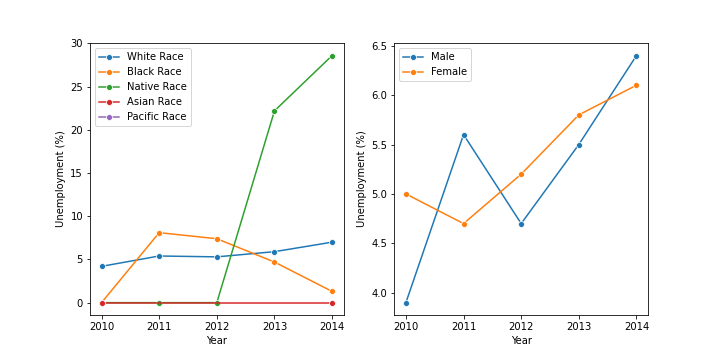 30
25
20
15
10
5
0
Unemployment (%)
White Race
Black Race
Native Race
Asian Race
Pacific Race
2010 2011 2012 2013 2014
Year
6.5
6.0
5.5
5.0
4.5
4.0
Unemployment (%)
Male
Female
2010 2011 2012 2013 2014
Year